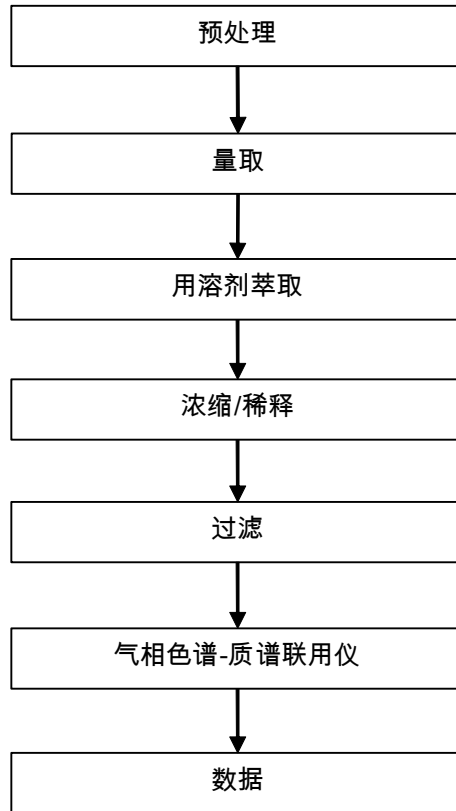 预处理
量取
用溶剂萃取
浓缩/稀释
过滤
气相色谱-质谱联用仪
数据